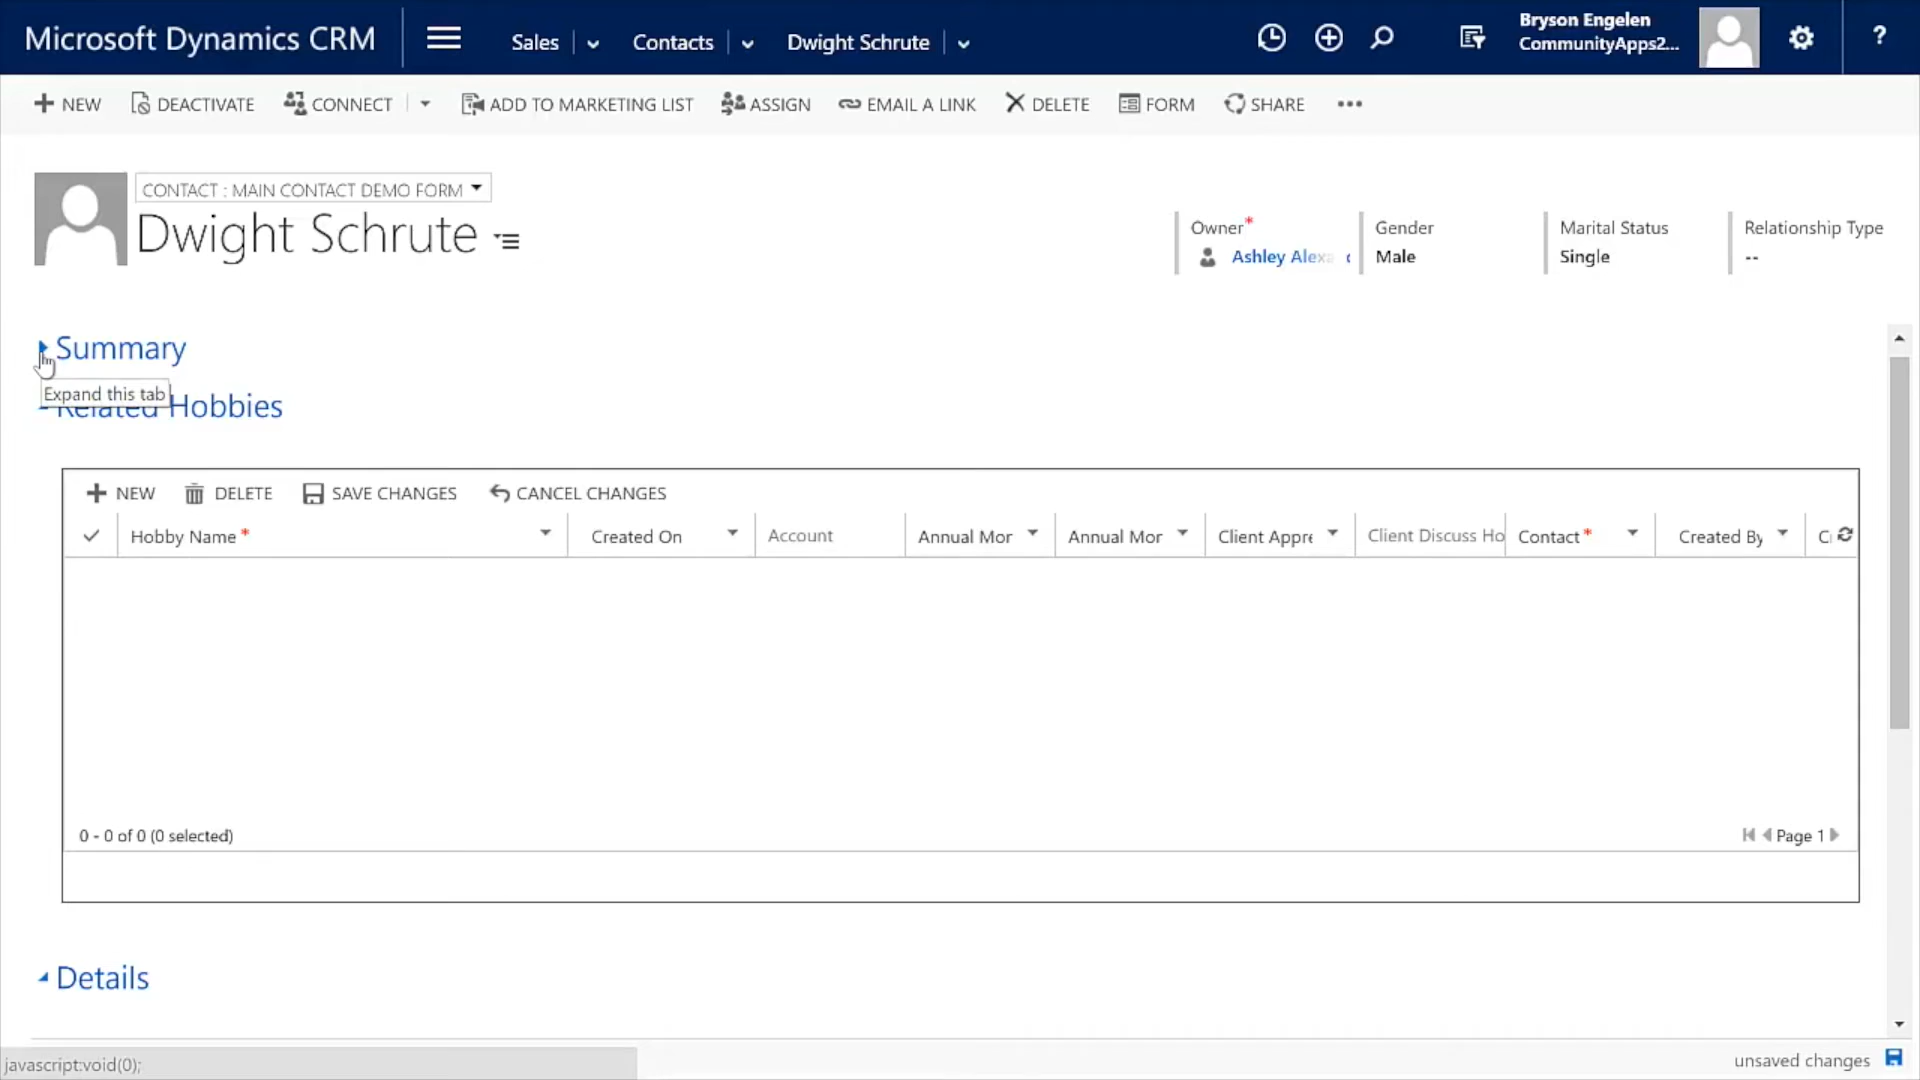 Microsoft Dynamics CRM
Sales
Contacts
Dwight Schrute
Bryson Engelen
CommunityApps2...
?
NEW
DEACTIVATE
CONNECT
ADD TO MARKETING LIST
ASSIGN
EMAIL A LINK
DELETE
FORM
SHARE
CONTACT : MAIN CONTACT DEMO FORM
Dwight Schrute
Owner*
Ashley Alexa
Gender
Male
Marital Status
Single
Relationship Type
--
Summary
Expand this tab
Related Hobbies
NEW
DELETE
SAVE CHANGES
CANCEL CHANGES
Hobby Name*
Created On
Account
Annual Mor
Annual Mor
Client Appre
Client Discuss Ho
Contact*
Created By
0 - 0 of 0 (0 selected)
Page 1
Details
javascript:void(0);
unsaved changes